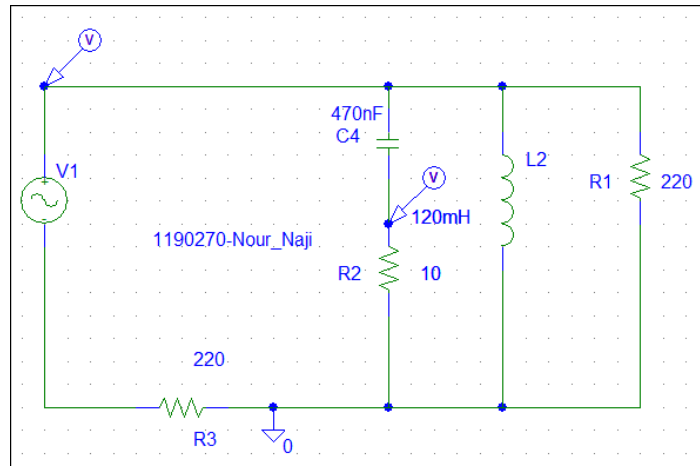 V
470nF
C4
L2
V1
R1
220
V
120mH
1190270-Nour_Naji
R2
10
220
R3
0